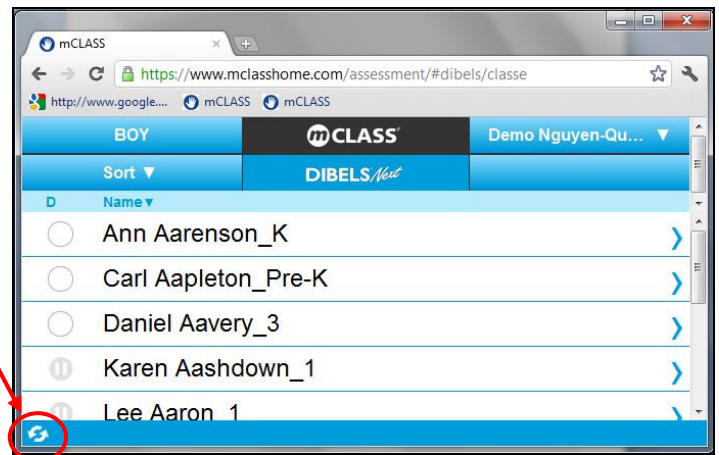 mCLASS
https://www.mclasshome.com/assessment/#dibels/classe
http://www.google.... mCLASS mCLASS
BOY mCLASS Demo Nguyen-Qu... ▼
Sort ▼ DIBELS Next
D Name ▼
Ann Aarenson_K
Carl Aapleton_Pre-K
Daniel Aavery_3
Karen Aashdown_1
Lee Aaron_1